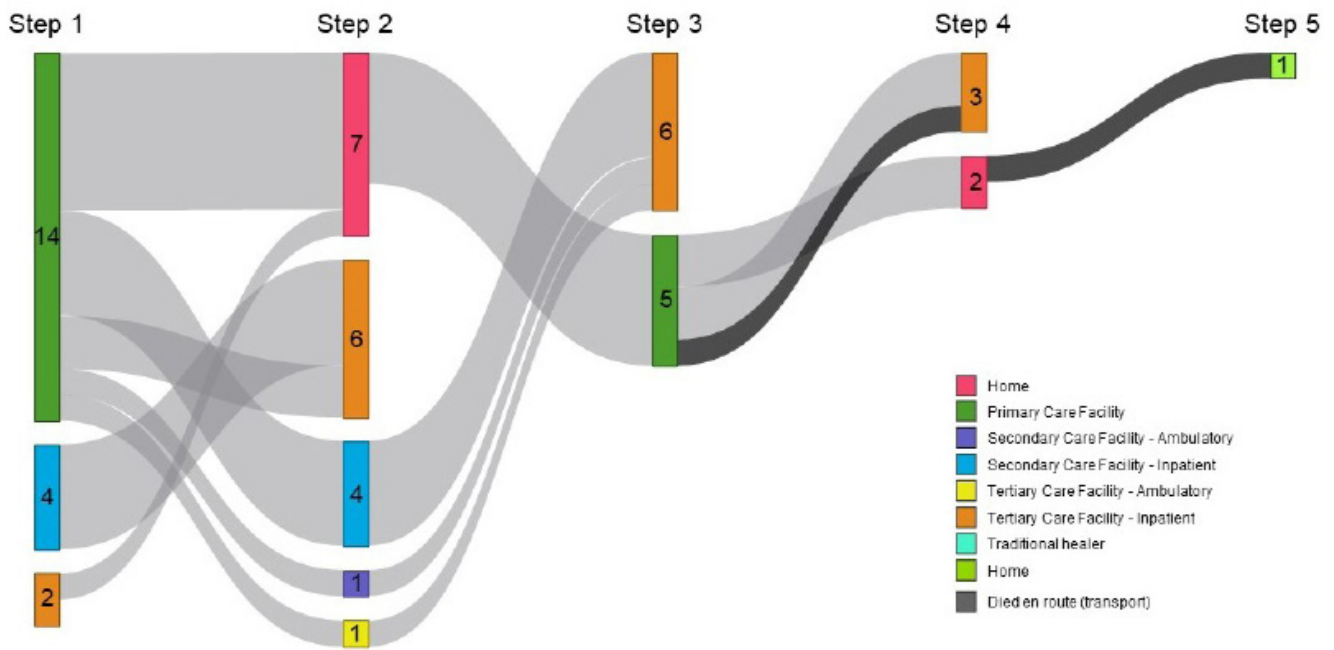 Step 1 Step 2 Step 3 Step 4 Step 5
14
4
2
7
6
4
1
1
6
5
3
2
1
Home
Primary Care Facility
Secondary Care Facility - Ambulatory
Secondary Care Facility - Inpatient
Tertiary Care Facility - Ambulatory
Tertiary Care Facility - Inpatient
Traditional healer
Home
Died en route (transport)